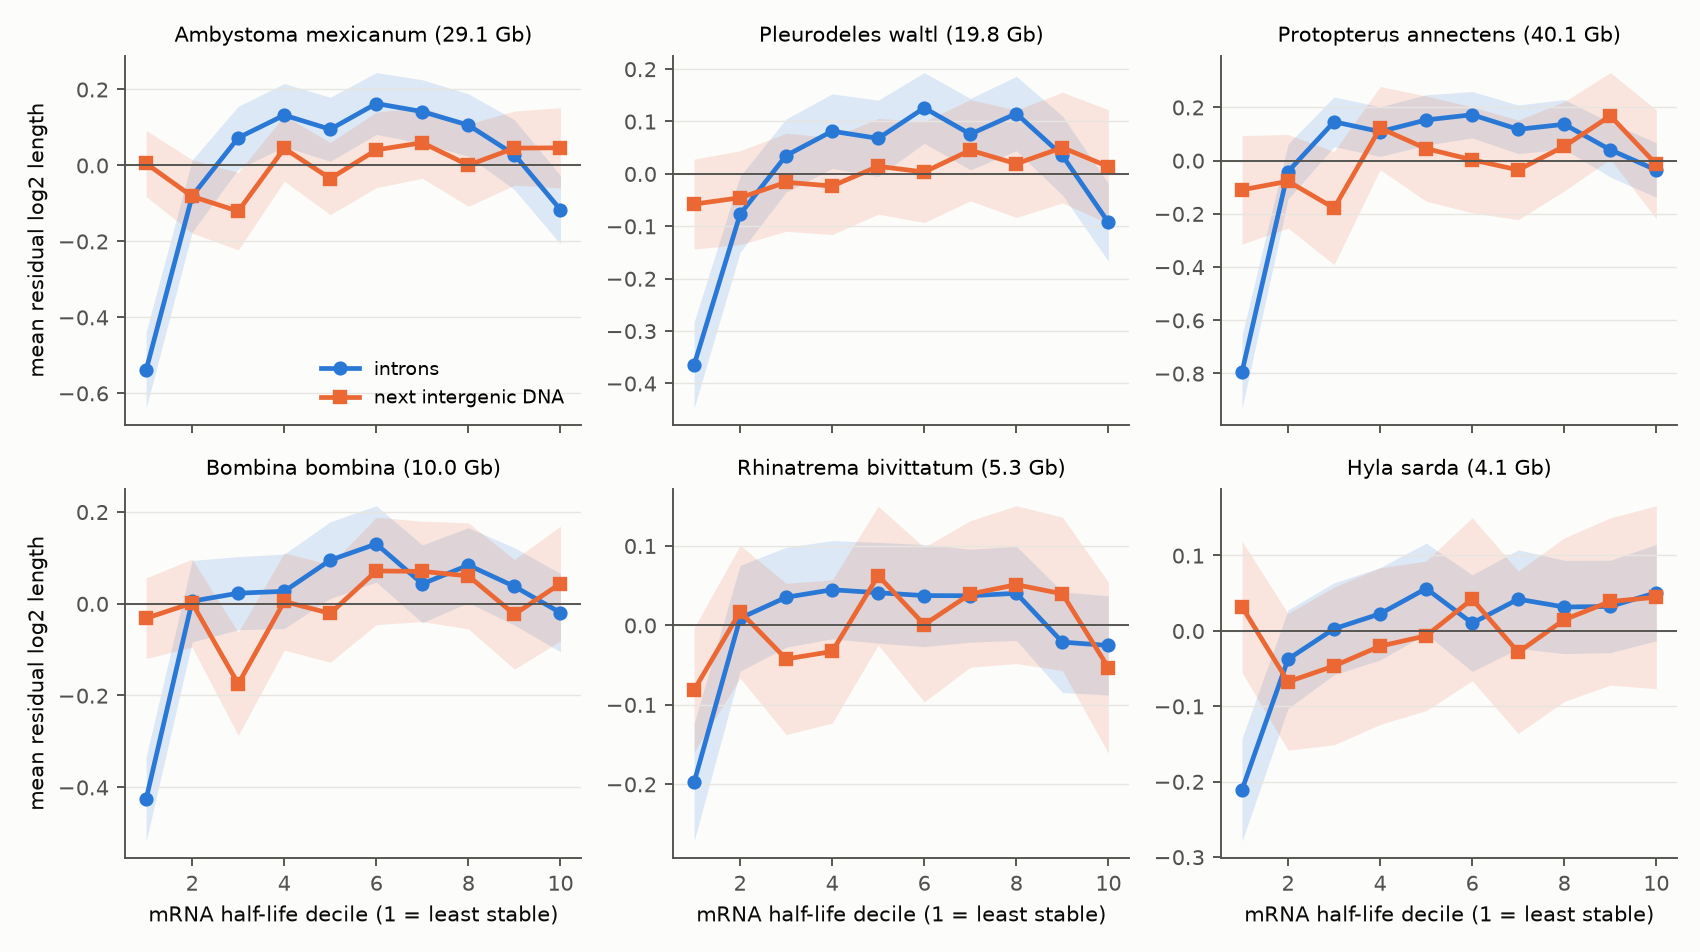 Ambystoma mexicanum (29.1 Gb)
Pleurodeles waltl (19.8 Gb)
Protopterus annectens (40.1 Gb)
mean residual log2 length
0.2
0.0
−0.2
−0.4
−0.6
introns
next intergenic DNA
0.2
0.1
0.0
−0.1
−0.2
−0.3
−0.4
0.2
0.0
−0.2
−0.4
−0.6
−0.8
Bombina bombina (10.0 Gb)
Rhinatrema bivittatum (5.3 Gb)
Hyla sarda (4.1 Gb)
mean residual log2 length
0.2
0.0
−0.2
−0.4
2 4 6 8 10
mRNA half-life decile (1 = least stable)
0.1
0.0
−0.1
−0.2
2 4 6 8 10
mRNA half-life decile (1 = least stable)
0.1
0.0
−0.1
−0.2
−0.3
2 4 6 8 10
mRNA half-life decile (1 = least stable)